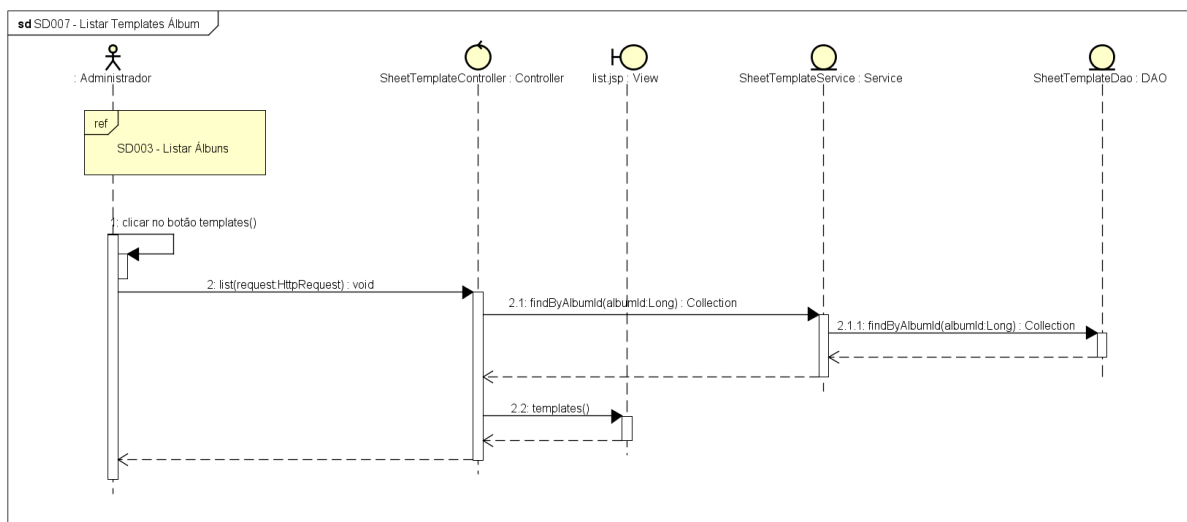 sd SD007 - Listar Templates Álbum
: Administrador
SheetTemplateController : Controller
list.jsp : View
SheetTemplateService : Service
SheetTemplateDao : DAO
ref
SD003 - Listar Álbuns
1: clicar no botão templates()
2: list(request:HttpRequest) : void
2.1: findByAlbumId(albumId:Long) : Collection
2.1.1: findByAlbumId(albumId:Long) : Collection
2.2: templates()